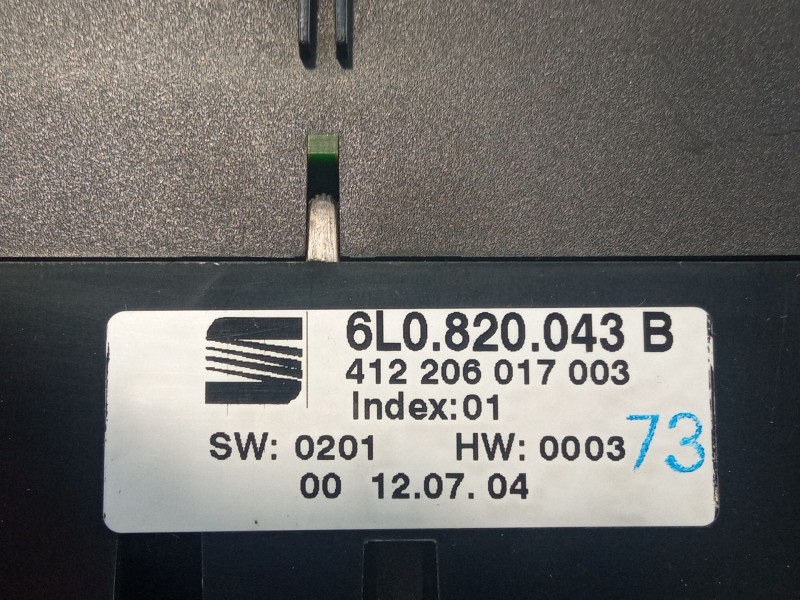 6L0.820.043 B
412 206 017 003
Index:01
SW: 0201 HW: 0003 73
00 12.07.04